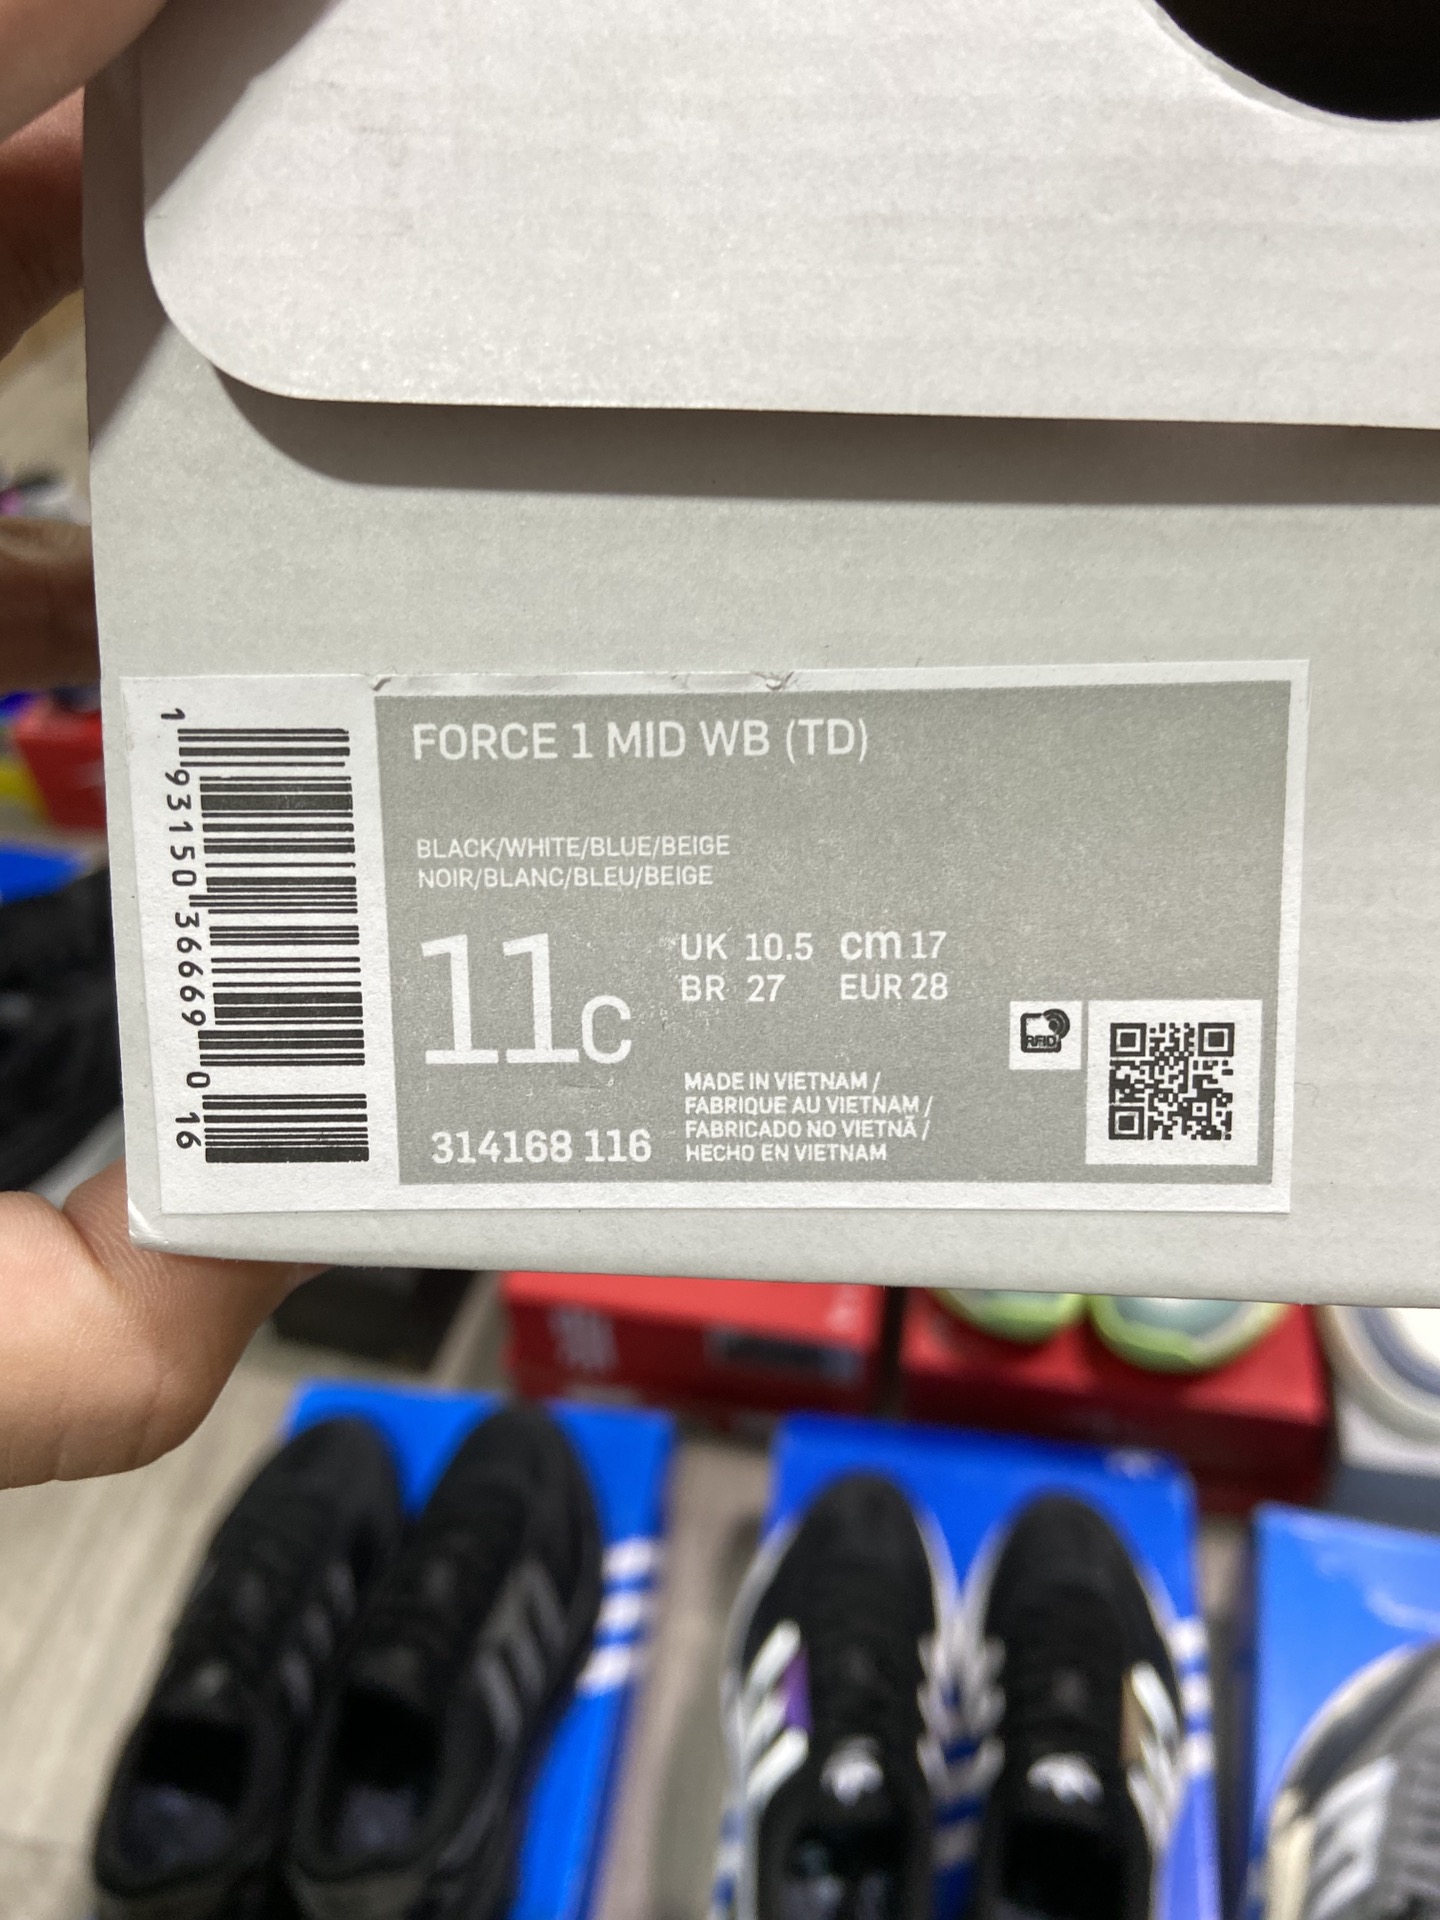 FORCE 1 MID WB (TD)
BLACK/WHITE/BLUE/BEIGE
NOIR/BLANC/BLEU/BEIGE
11C
UK 10.5 cm 17
BR 27 EUR 28
MADE IN VIETNAM /
FABRIQUE AU VIETNAM /
FABRICADO NO VIETNÃ /
HECHO EN VIETNAM
314168 116
RFID
1 93150 36669 0 16